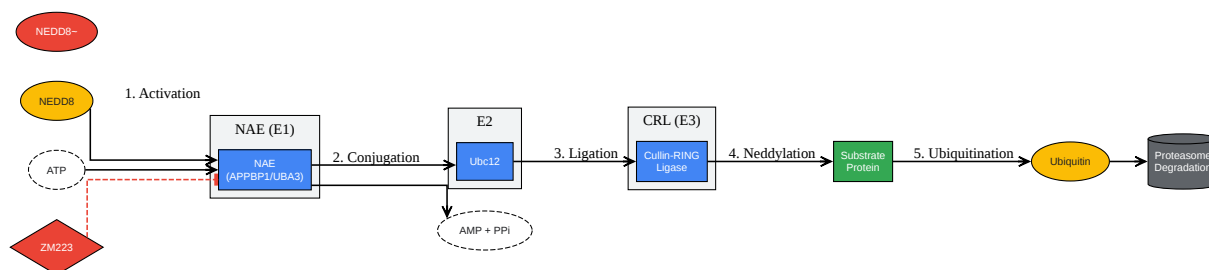 NEDD8~
NEDD8
1. Activation
ATP
ZM223
NAE (E1)
NAE
(APPBP1/UBA3)
2. Conjugation
E2
Ubc12
AMP + PPi
3. Ligation
CRL (E3)
Cullin-RING
Ligase
4. Neddylation
Substrate
Protein
5. Ubiquitination
Ubiquitin
Proteasome
Degradation